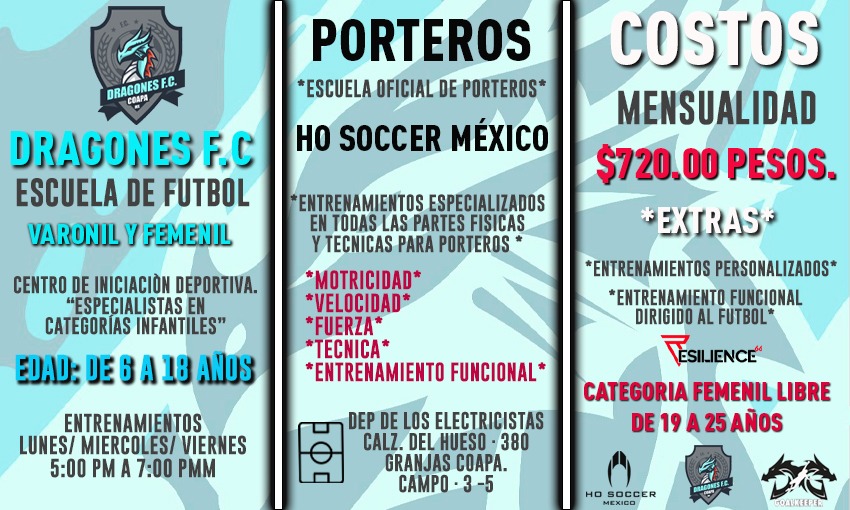 DRAGONES F.C.
COAPA
DRAGONES F.C
ESCUELA DE FUTBOL
VARONIL Y FEMENIL
CENTRO DE INICIACIÒN DEPORTIVA.
“ESPECIALISTAS EN
CATEGORÍAS INFANTILES”
EDAD: DE 6 A 18 AÑOS
ENTRENAMIENTOS
LUNES/ MIERCOLES/ VIERNES
5:00 PM A 7:00 PMM
PORTEROS
*ESCUELA OFICIAL DE PORTEROS*
HO SOCCER MÉXICO
*ENTRENAMIENTOS ESPECIALIZADOS
EN TODAS LAS PARTES FISICAS
Y TECNICAS PARA PORTEROS *
*MOTRICIDAD*
*VELOCIDAD*
*FUERZA*
*TECNICA*
*ENTRENAMIENTO FUNCIONAL*
DEP DE LOS ELECTRICISTAS
CALZ. DEL HUESO · 380
GRANJAS COAPA.
CAMPO · 3 -5
COSTOS
MENSUALIDAD
$720.00 PESOS.
*EXTRAS*
*ENTRENAMIENTOS PERSONALIZADOS*
*ENTRENAMIENTO FUNCIONAL
DIRIGIDO AL FUTBOL*
RESILIENCE
CATEGORIA FEMENIL LIBRE
DE 19 A 25 AÑOS
HO SOCCER
MEXICO
DRAGONES F.C.
COAPA
GOALKEEPER